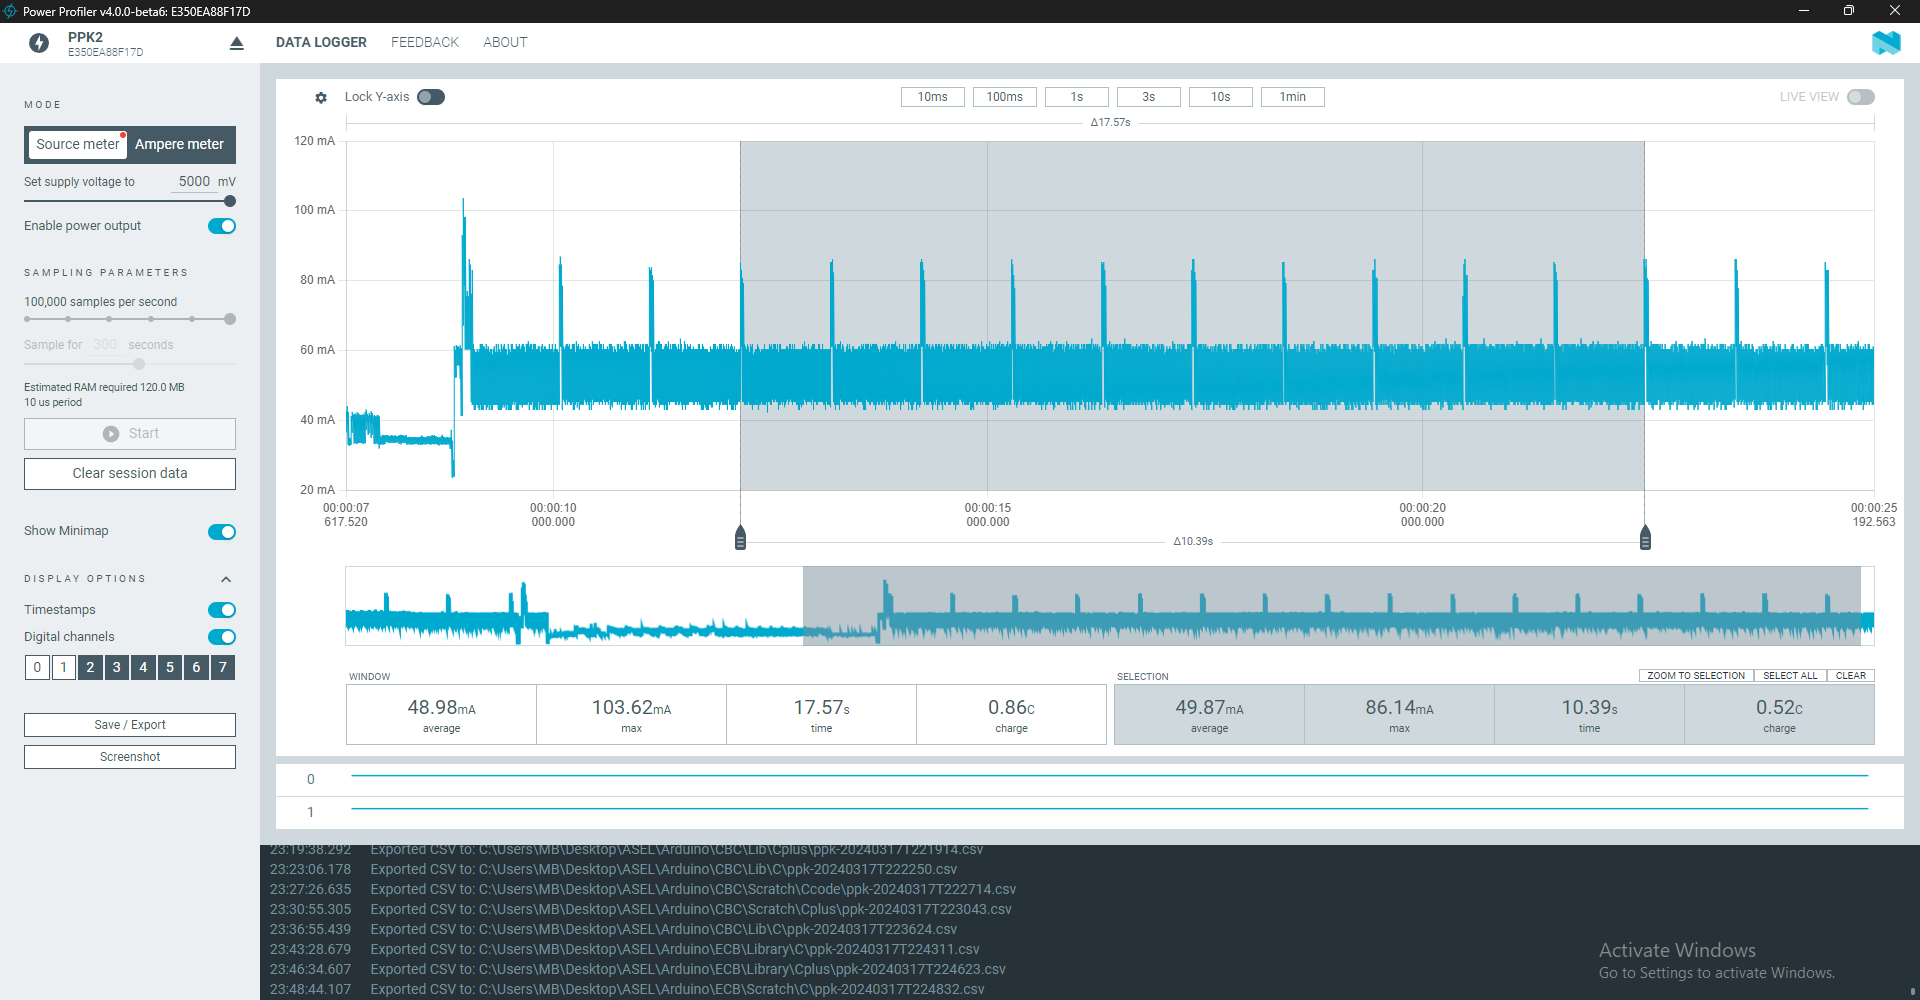 Power Profiler v4.0.0-beta6: E350EA88F17D
PPK2
E350EA88F17D
DATA LOGGER
FEEDBACK
ABOUT
MODE
Source meter
Ampere meter
Set supply voltage to 5000 mV
Enable power output
SAMPLING PARAMETERS
100,000 samples per second
Sample for 300 seconds
Estimated RAM required 120.0 MB
10 us period
Start
Clear session data
Show Minimap
DISPLAY OPTIONS
Timestamps
Digital channels
0 1 2 3 4 5 6 7
Save / Export
Screenshot
Lock Y-axis
10ms
100ms
1s
3s
10s
1min
LIVE VIEW
Δ17.57s
120 mA
100 mA
80 mA
60 mA
40 mA
20 mA
00:00:07
617.520
00:00:10
000.000
00:00:15
000.000
00:00:20
000.000
00:00:25
192.563
Δ10.39s
WINDOW
48.98mA
average
103.62mA
max
17.57s
time
0.86C
charge
SELECTION
ZOOM TO SELECTION
SELECT ALL
CLEAR
49.87mA
average
86.14mA
max
10.39s
time
0.52C
charge
0
1
23:19:38.292 Exported CSV to: C:\Users\MB\Desktop\ASEL\Arduino\CBC\Lib\Cplus\ppk-20240317T221914.csv
23:23:06.178 Exported CSV to: C:\Users\MB\Desktop\ASEL\Arduino\CBC\Lib\C\ppk-20240317T222250.csv
23:27:26.635 Exported CSV to: C:\Users\MB\Desktop\ASEL\Arduino\CBC\Scratch\Ccode\ppk-20240317T222714.csv
23:30:55.305 Exported CSV to: C:\Users\MB\Desktop\ASEL\Arduino\CBC\Scratch\Cplus\ppk-20240317T223043.csv
23:36:55.439 Exported CSV to: C:\Users\MB\Desktop\ASEL\Arduino\CBC\Lib\C\ppk-20240317T223624.csv
23:43:28.679 Exported CSV to: C:\Users\MB\Desktop\ASEL\Arduino\ECB\Library\C\ppk-20240317T224311.csv
23:46:34.607 Exported CSV to: C:\Users\MB\Desktop\ASEL\Arduino\ECB\Library\Cplus\ppk-20240317T224623.csv
23:48:44.107 Exported CSV to: C:\Users\MB\Desktop\ASEL\Arduino\ECB\Scratch\C\ppk-20240317T224832.csv
Activate Windows
Go to Settings to activate Windows.